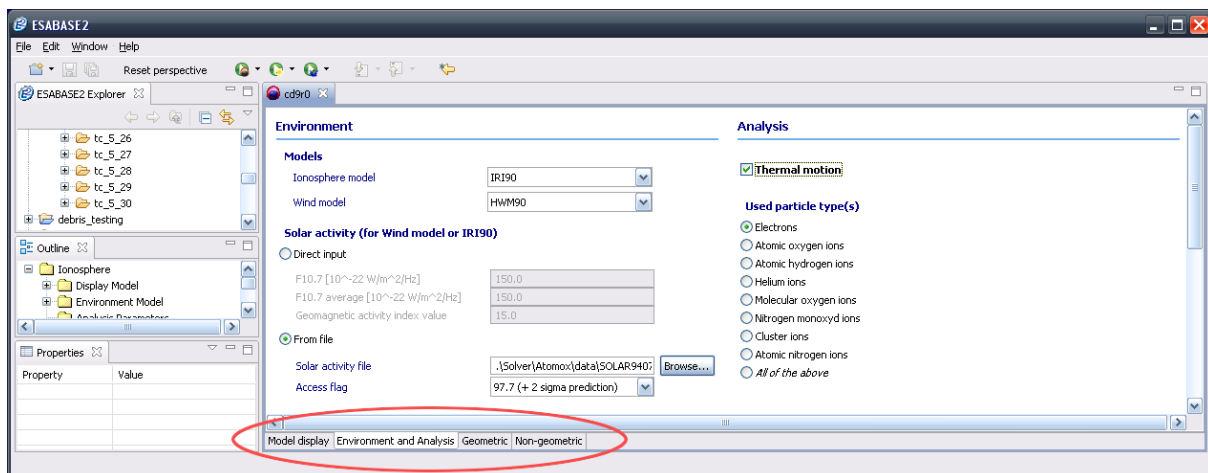 ESABASE2
File Edit Window Help
Reset perspective
ESABASE2 Explorer
tc_5_26
tc_5_27
tc_5_28
tc_5_29
tc_5_30
debris_testing
Outline
Ionosphere
Display Model
Environment Model
Analysis Parameters
Properties
Property Value
cd9r0
Environment
Models
Ionosphere model IRI90
Wind model HWM90
Solar activity (for Wind model or IRI90)
Direct input
F10.7 [10^-22 W/m^2/Hz] 150.0
F10.7 average [10^-22 W/m^2/Hz] 150.0
Geomagnetic activity index value 15.0
From file
Solar activity file .\Solver\Atomox\data\SOLAR9407 Browse...
Access flag 97.7 (+ 2 sigma prediction)
Analysis
Thermal motion
Used particle type(s)
Electrons
Atomic oxygen ions
Atomic hydrogen ions
Helium ions
Molecular oxygen ions
Nitrogen monoxyd ions
Cluster ions
Atomic nitrogen ions
All of the above
Model display Environment and Analysis Geometric Non-geometric